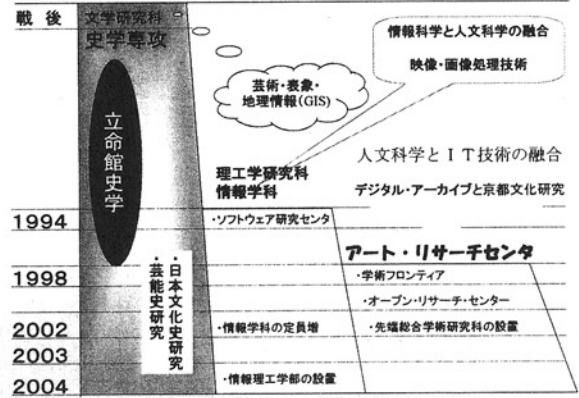 戦後
文学研究科
史学専攻
立命館史学
・日本文化史研究
・芸能史研究
芸術・表象・
地理情報(GIS)
情報科学と人文科学の融合
映像・画像処理技術
理工学研究科
情報学科
人文科学とIT技術の融合
デジタル・アーカイブと京都文化研究
1994
・ソフトウェア研究センタ
アート・リサーチセンタ
1998
・学術フロンティア
・オープン・リサーチ・センター
2002
・情報学科の定員増
・先端総合学術研究科の設置
2003
2004
・情報理工学部の設置